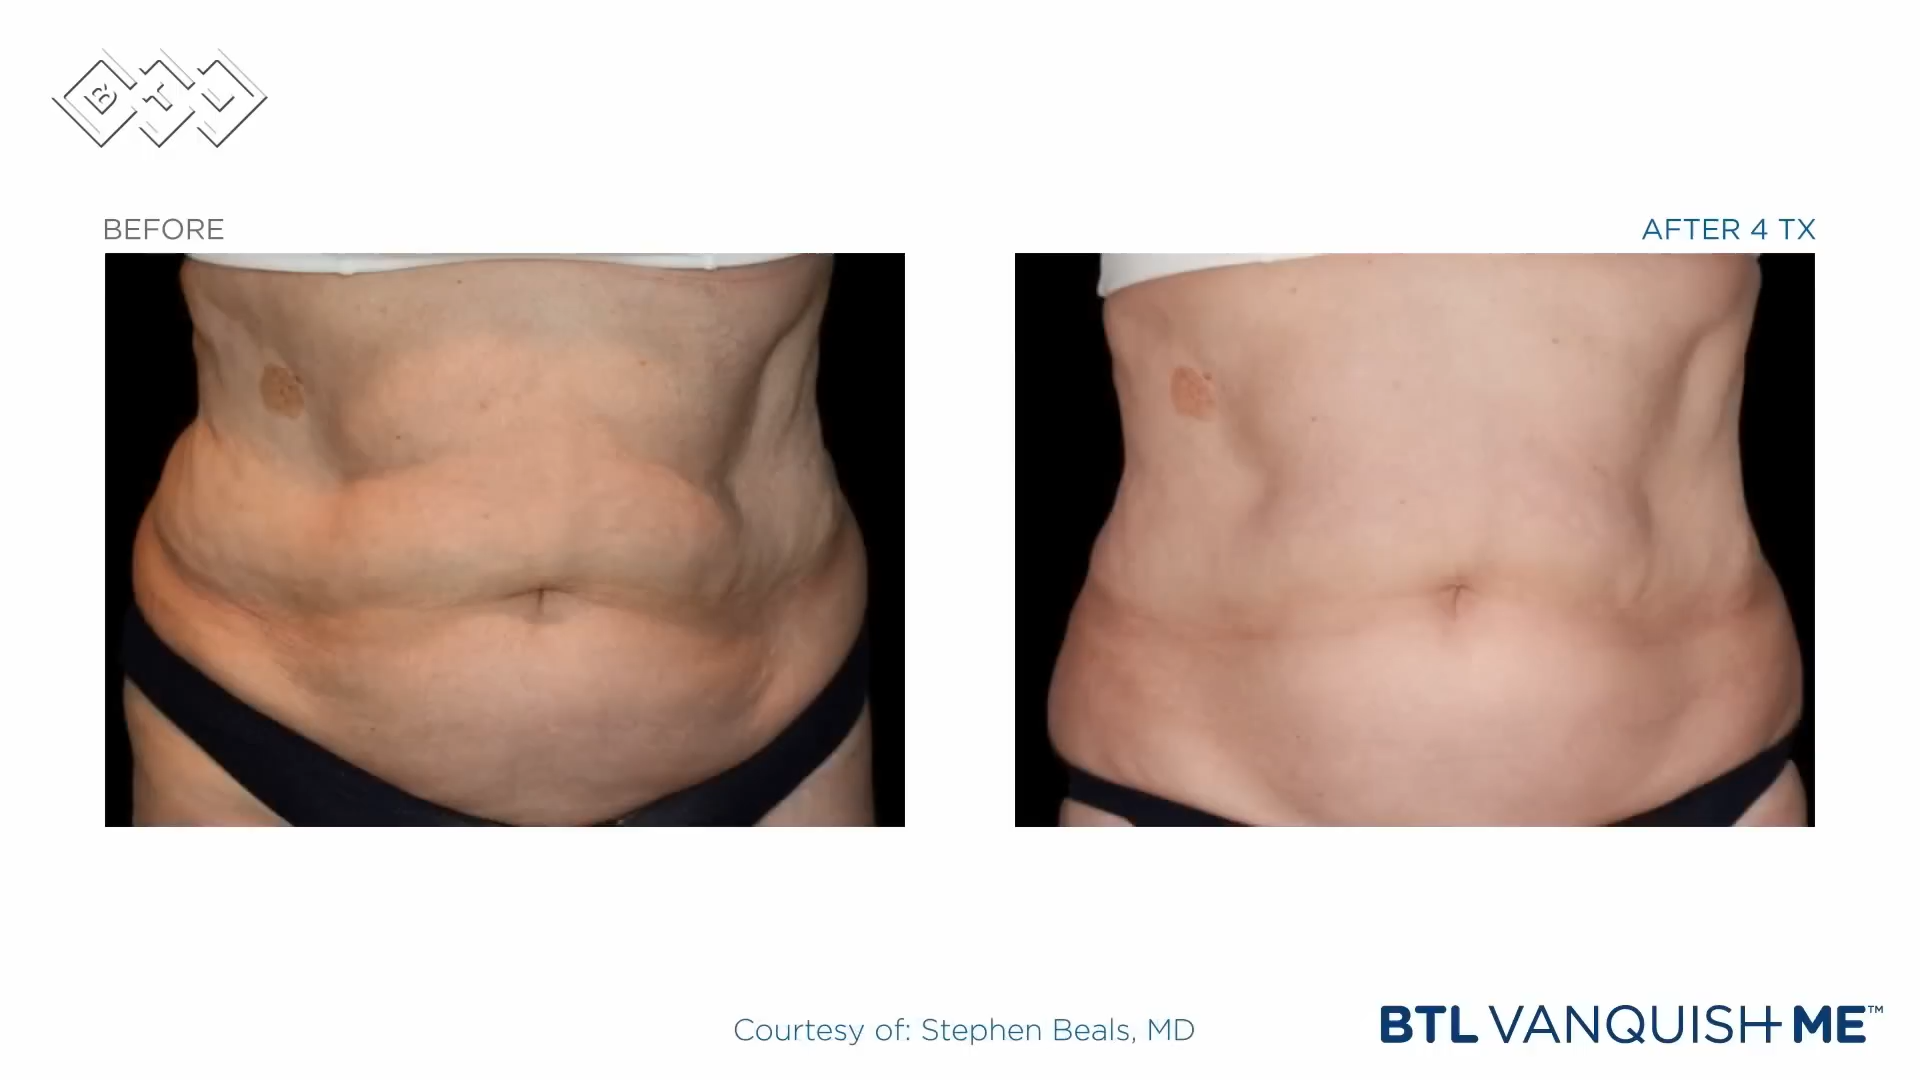 BTL
BEFORE
AFTER 4 TX
Courtesy of: Stephen Beals, MD
BTL VANQUISH ME™